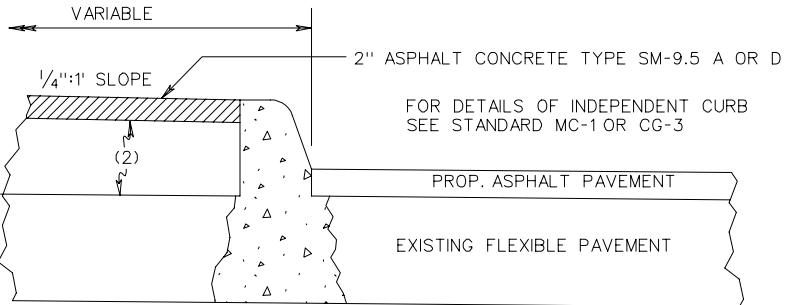 VARIABLE
2" ASPHALT CONCRETE TYPE SM-9.5 A OR D
1/4":1' SLOPE
FOR DETAILS OF INDEPENDENT CURB
SEE STANDARD MC-1 OR CG-3
(2)
PROP. ASPHALT PAVEMENT
EXISTING FLEXIBLE PAVEMENT